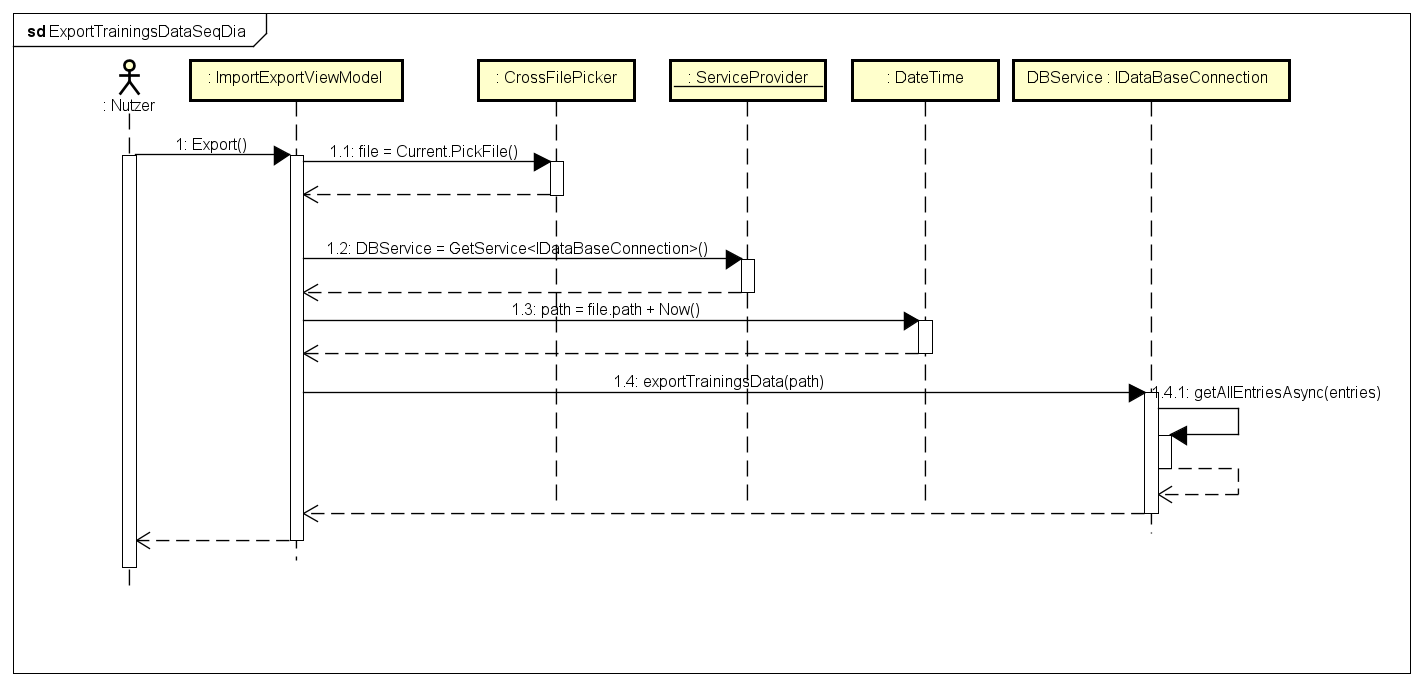 sd ExportTrainingsDataSeqDia
: Nutzer
: ImportExportViewModel
: CrossFilePicker
: ServiceProvider
: DateTime
DBService : IDataBaseConnection
1: Export()
1.1: file = Current.PickFile()
1.2: DBService = GetService<IDataBaseConnection>()
1.3: path = file.path + Now()
1.4: exportTrainingsData(path)
1.4.1: getAllEntriesAsync(entries)